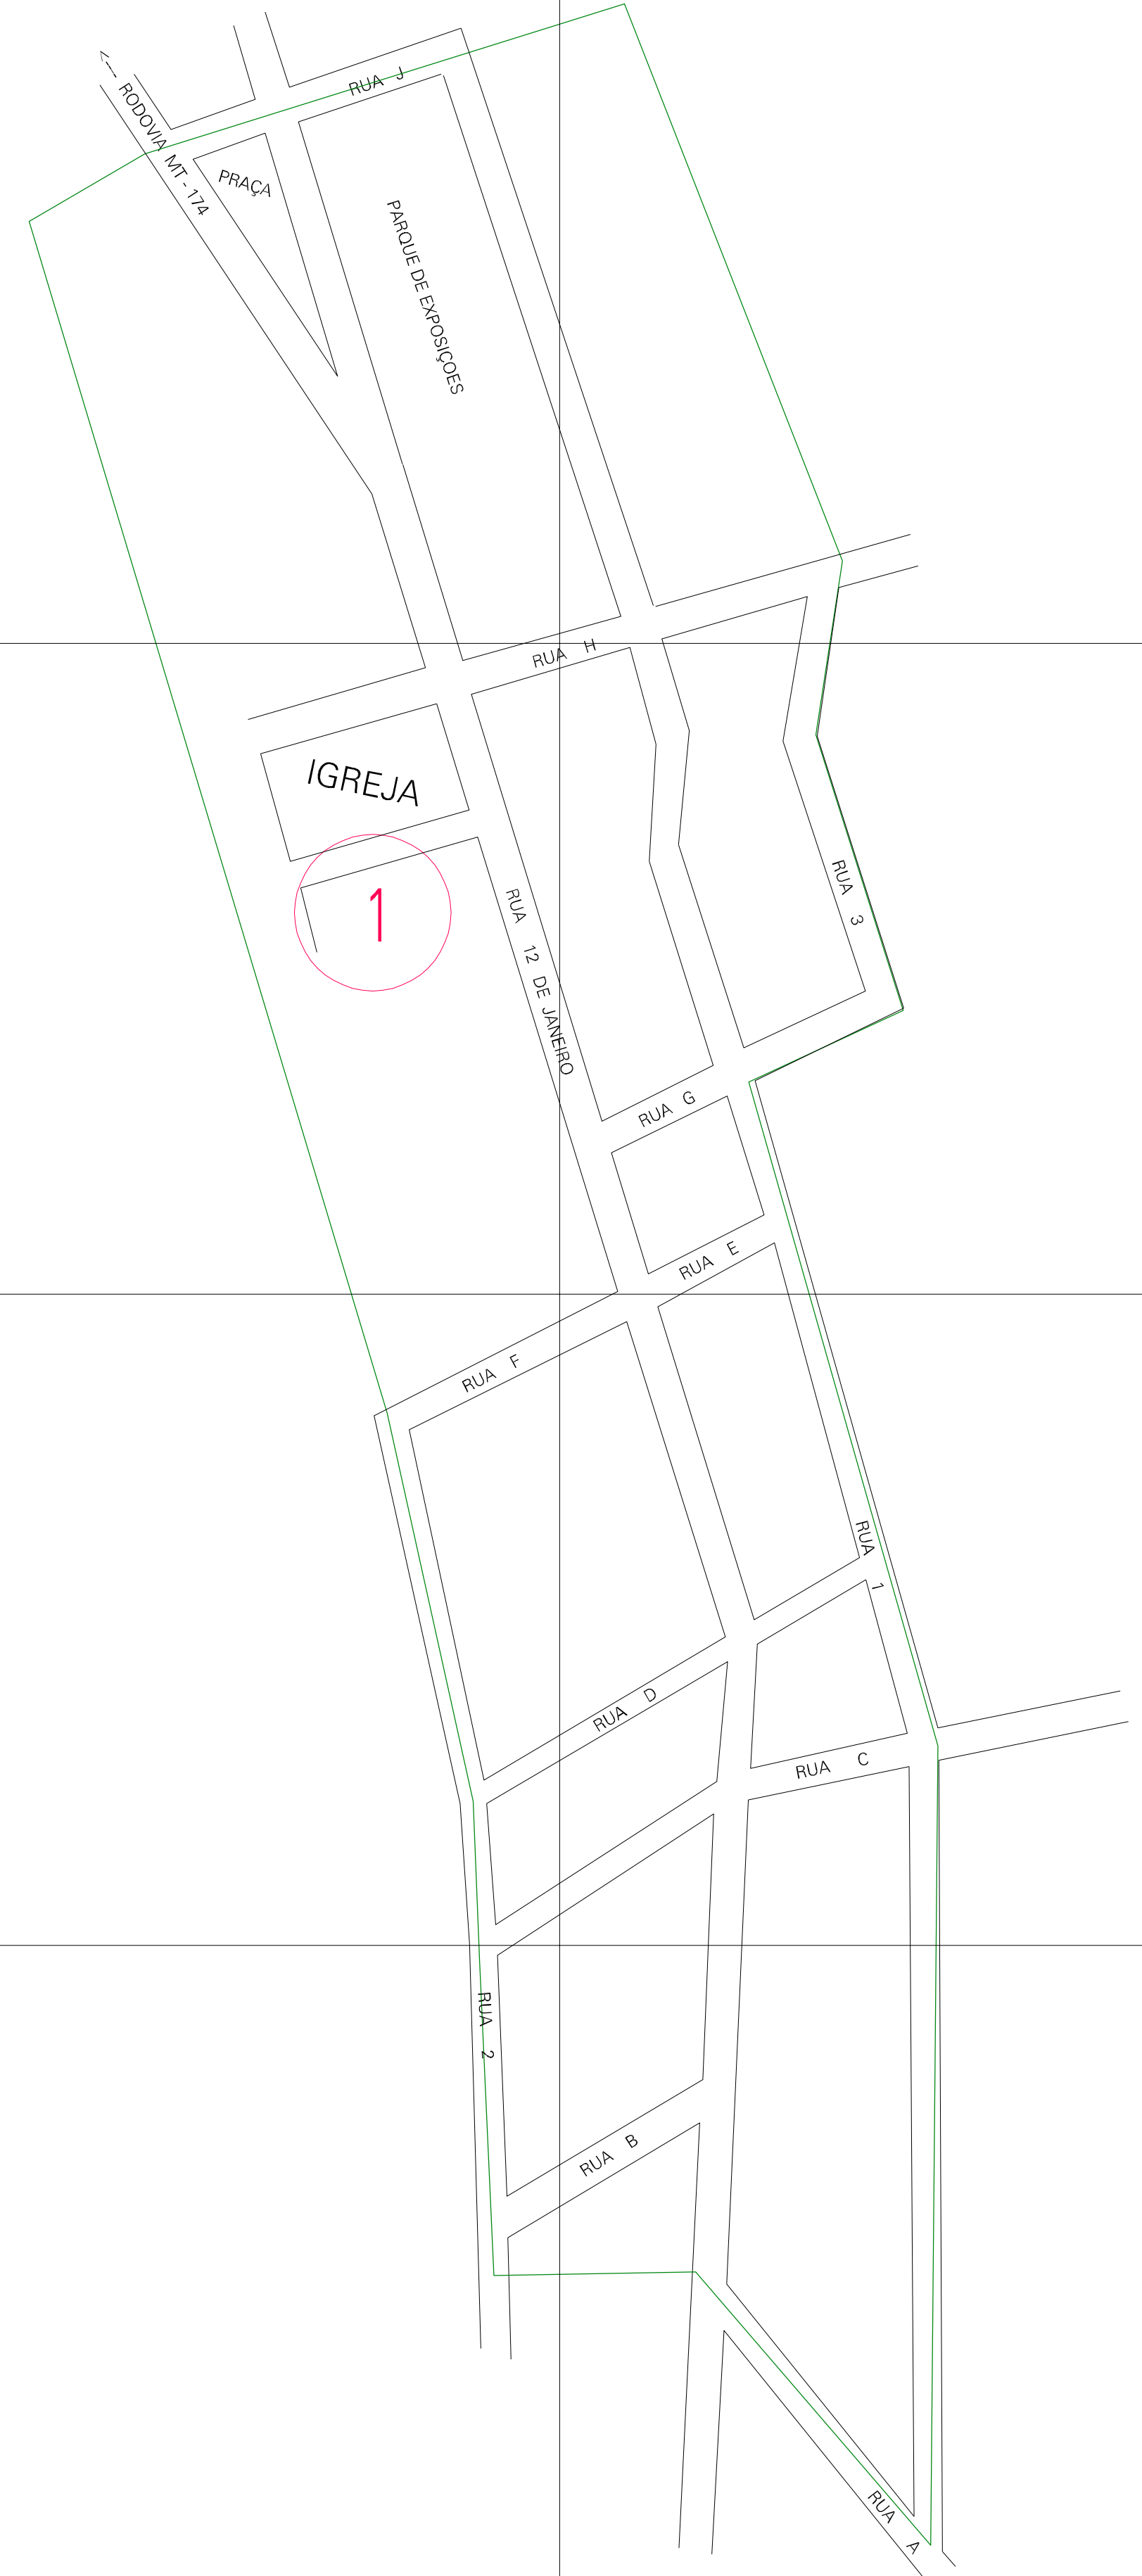 RUA J
<-- RODOVIA MT - 174
PRAÇA
PARQUE DE EXPOSIÇOES
RUA H
IGREJA
1
RUA 3
RUA 12 DE JANEIRO
RUA G
RUA E
RUA F
RUA 1
RUA D
RUA C
RUA 2
RUA B
RUA A